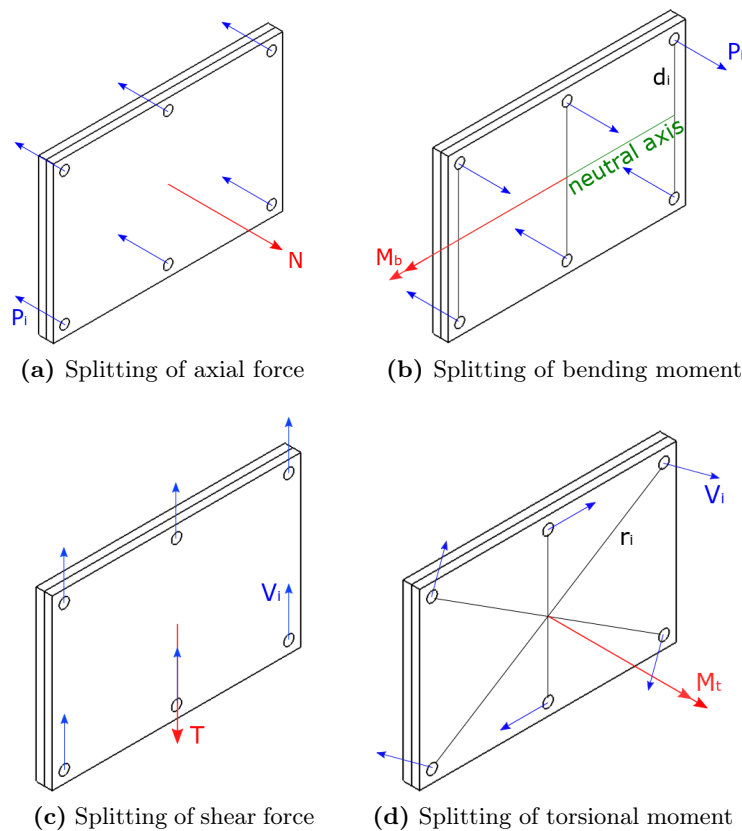 N
Pᵢ
(a) Splitting of axial force
Pᵢ
dᵢ
neutral axis
M_b
(b) Splitting of bending moment
Vᵢ
T
(c) Splitting of shear force
Vᵢ
rᵢ
Mₜ
(d) Splitting of torsional moment